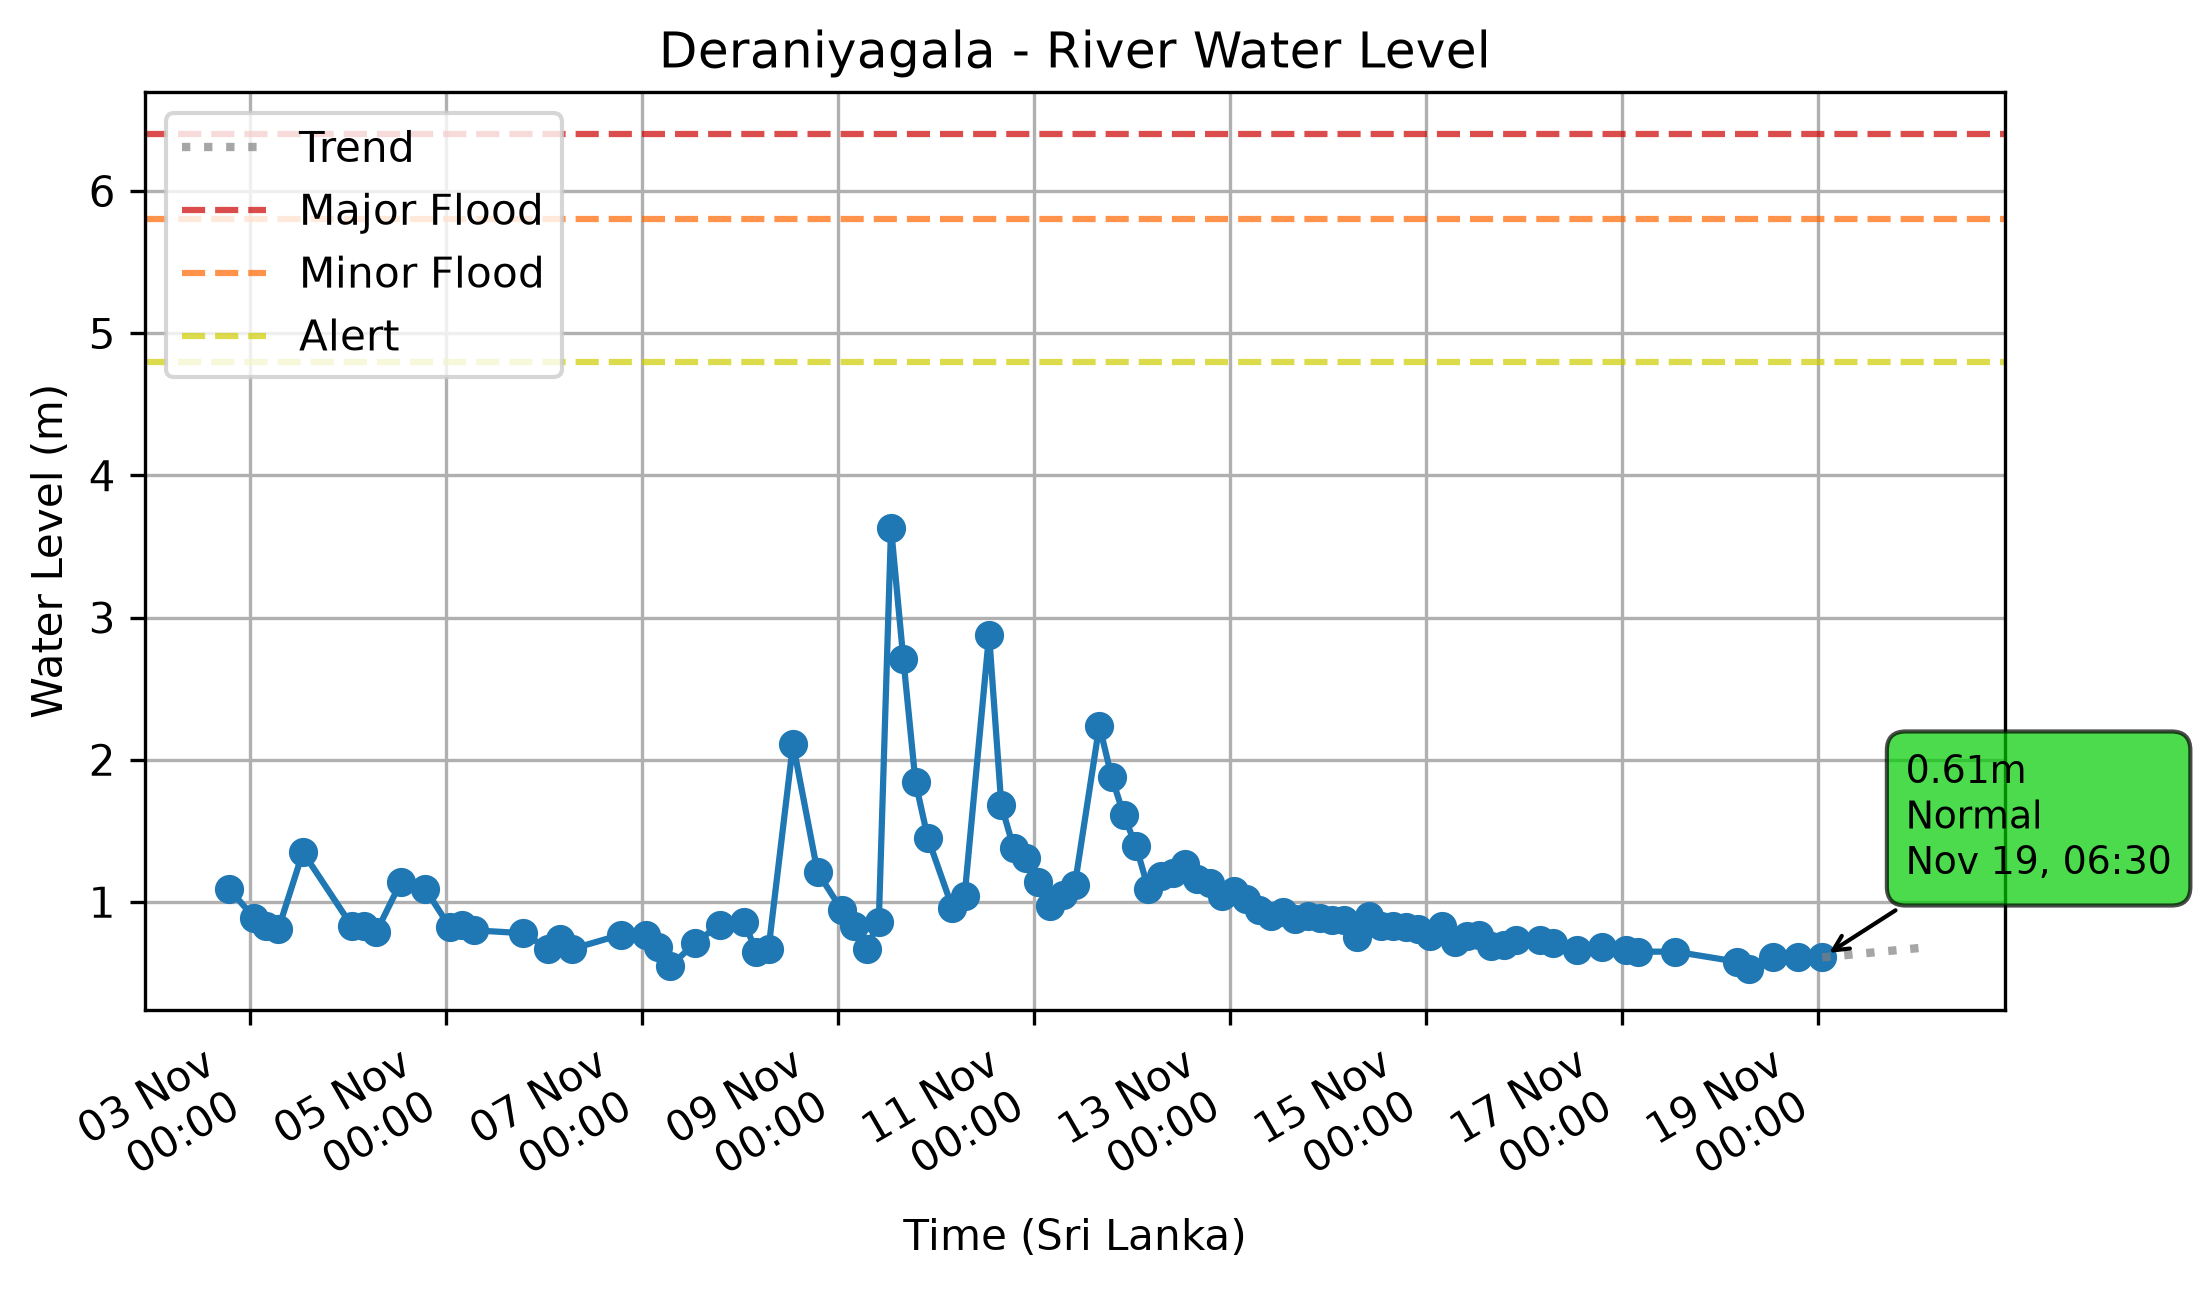 Deraniyagala - River Water Level
Trend
Major Flood
Minor Flood
Alert
Water Level (m)
6
5
4
3
2
1
0.61m
Normal
Nov 19, 06:30
03 Nov
00:00
05 Nov
00:00
07 Nov
00:00
09 Nov
00:00
11 Nov
00:00
13 Nov
00:00
15 Nov
00:00
17 Nov
00:00
19 Nov
00:00
Time (Sri Lanka)